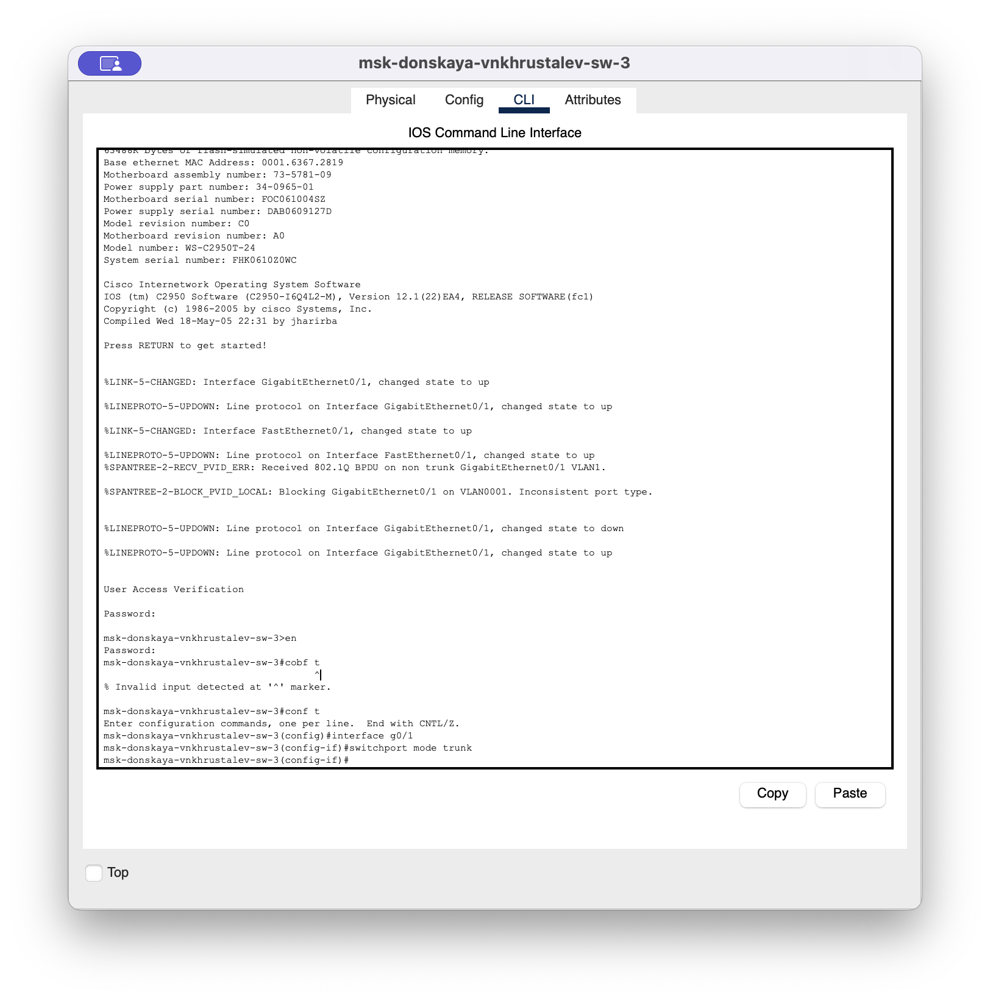 msk-donskaya-vnkhrustalev-sw-3
Physical Config CLI Attributes
IOS Command Line Interface
63488K bytes of flash-simulated non-volatile configuration memory.
Base ethernet MAC Address: 0001.6367.2819
Motherboard assembly number: 73-5781-09
Power supply part number: 34-0965-01
Motherboard serial number: FOC061004SZ
Power supply serial number: DAB0609127D
Model revision number: C0
Motherboard revision number: A0
Model number: WS-C2950T-24
System serial number: FHK0610Z0WC
Cisco Internetwork Operating System Software
IOS (tm) C2950 Software (C2950-I6Q4L2-M), Version 12.1(22)EA4, RELEASE SOFTWARE(fc1)
Copyright (c) 1986-2005 by cisco Systems, Inc.
Compiled Wed 18-May-05 22:31 by jharirba
Press RETURN to get started!
%LINK-5-CHANGED: Interface GigabitEthernet0/1, changed state to up
%LINEPROTO-5-UPDOWN: Line protocol on Interface GigabitEthernet0/1, changed state to up
%LINK-5-CHANGED: Interface FastEthernet0/1, changed state to up
%LINEPROTO-5-UPDOWN: Line protocol on Interface FastEthernet0/1, changed state to up
%SPANTREE-2-RECV_PVID_ERR: Received 802.1Q BPDU on non trunk GigabitEthernet0/1 VLAN1.
%SPANTREE-2-BLOCK_PVID_LOCAL: Blocking GigabitEthernet0/1 on VLAN0001. Inconsistent port type.
%LINEPROTO-5-UPDOWN: Line protocol on Interface GigabitEthernet0/1, changed state to down
%LINEPROTO-5-UPDOWN: Line protocol on Interface GigabitEthernet0/1, changed state to up
User Access Verification
Password:
msk-donskaya-vnkhrustalev-sw-3>en
Password:
msk-donskaya-vnkhrustalev-sw-3#cobf t
^
% Invalid input detected at '^' marker.
msk-donskaya-vnkhrustalev-sw-3#conf t
Enter configuration commands, one per line.  End with CNTL/Z.
msk-donskaya-vnkhrustalev-sw-3(config)#interface g0/1
msk-donskaya-vnkhrustalev-sw-3(config-if)#switchport mode trunk
msk-donskaya-vnkhrustalev-sw-3(config-if)#
Copy Paste
Top